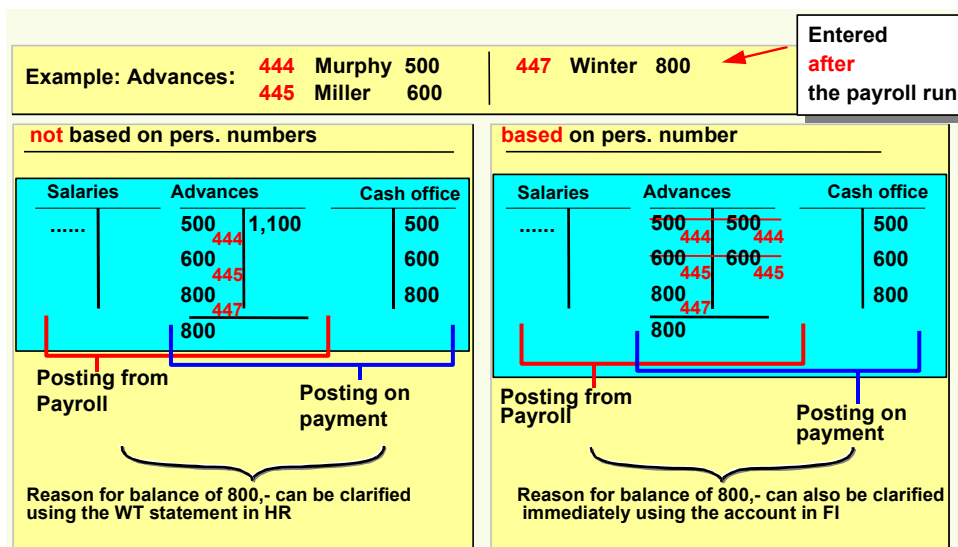 Entered
after
the payroll run
Example: Advances: 444 Murphy 500 447 Winter 800
445 Miller 600
not based on pers. numbers
Salaries Advances Cash office
...... 500 1,100 500
444
600 600
445
800 800
447
800
Posting from
Payroll
Posting on
payment
Reason for balance of 800,- can be clarified
using the WT statement in HR
based on pers. number
Salaries Advances Cash office
...... 500 500 500
444 444
600 600 600
445 445
800 800
447
800
Posting from
Payroll
Posting on
payment
Reason for balance of 800,- can also be clarified
immediately using the account in FI